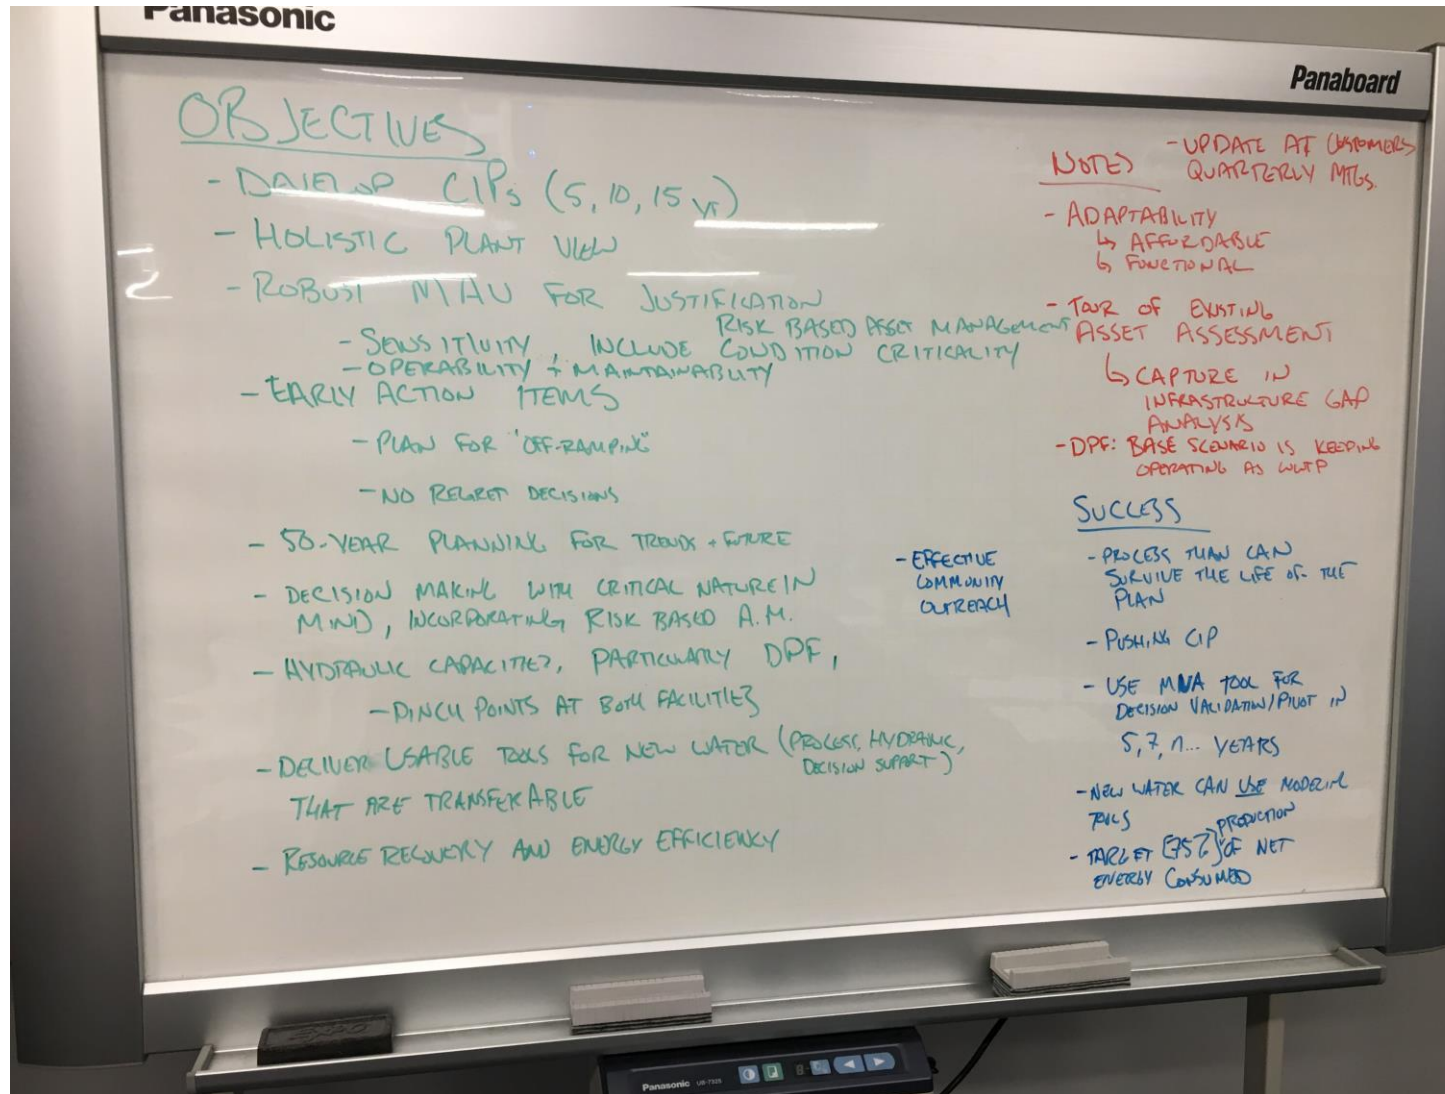 Panasonic
Panaboard
OBJECTIVES
- DEVELOP CIPs (5, 10, 15 yr)
- HOLISTIC PLANT VIEW
- ROBUST MAU FOR JUSTIFICATION
RISK BASED ASSET MANAGEMENT
- SENSITIVITY, INCLUDE CONDITION CRITICALITY
- OPERABILITY + MAINTAINABILITY
- EARLY ACTION ITEMS
- PLAN FOR "OFF-RAMPING"
- NO REGRET DECISIONS
- 50-YEAR PLANNING FOR TRENDS + FUTURE
- DECISION MAKING WITH CRITICAL NATURE IN
MIND, INCORPORATING RISK BASED A.M.
- HYDRAULIC CAPACITIES, PARTICULARLY DPF,
- PINCH POINTS AT BOTH FACILITIES
- DELIVER USABLE TOOLS FOR NEW WATER (PROCESS, HYDRAULIC,
DECISION SUPPORT)
THAT ARE TRANSFERABLE
- RESOURCE RECOVERY AND ENERGY EFFICIENCY
NOTES
- UPDATE AT CUSTOMERS
QUARTERLY MTGS.
- ADAPTABILITY
↳ AFFORDABLE
↳ FUNCTIONAL
- TOUR OF EXISTING
ASSET ASSESSMENT
↳ CAPTURE IN
INFRASTRUCTURE GAP
ANALYSIS
- DPF: BASE SCENARIO IS KEEPING
OPERATING AS WWTP
SUCCESS
- EFFECTIVE
COMMUNITY
OUTREACH
- PROCESS THAN CAN
SURVIVE THE LIFE OF THE
PLAN
- PUSHING CIP
- USE MUA TOOL FOR
DECISION VALIDATION/PIVOT IN
5, 7, n... YEARS
- NEW WATER CAN USE MODELING
TOOLS
PRODUCTION
- TARGET [75%] OF NET
ENERGY CONSUMED
EXPO
Panasonic UB-7325